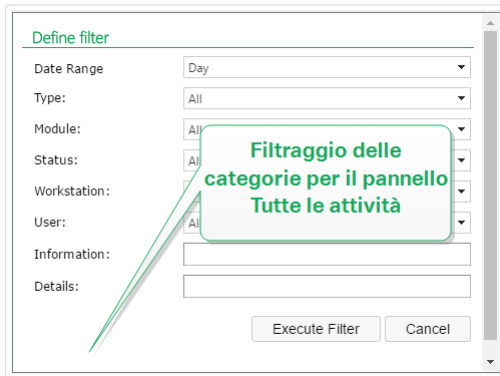 Define filter
Date Range Day
Type: All
Module: All
Status:
Workstation:
User:
Information:
Details:
Filtraggio delle
categorie per il pannello
Tutte le attività
Execute Filter Cancel